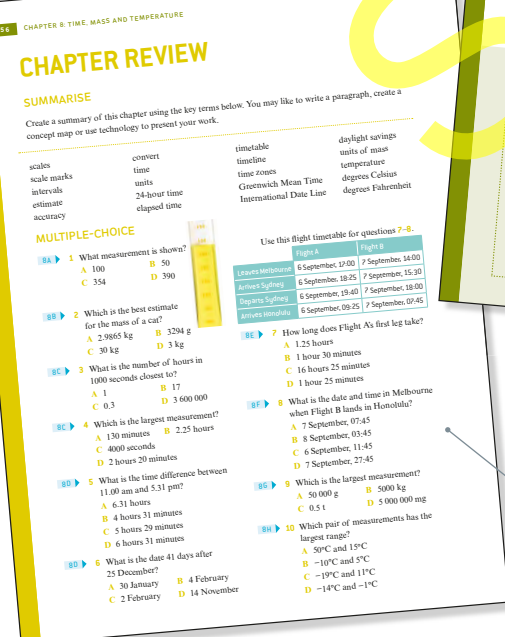 56 CHAPTER 8: TIME, MASS AND TEMPERATURE
CHAPTER REVIEW
SUMMARISE
Create a summary of this chapter using the key terms below. You may like to write a paragraph, create a
concept map or use technology to present your work.
scales
scale marks
intervals
estimate
accuracy
convert
time
units
24-hour time
elapsed time
timetable
timeline
time zones
Greenwich Mean Time
International Date Line
daylight savings
units of mass
temperature
degrees Celsius
degrees Fahrenheit
MULTIPLE-CHOICE
8A 1 What measurement is shown?
A 100 B 50
C 354 D 390
8B 2 Which is the best estimate
for the mass of a cat?
A 2.9865 kg B 3294 g
C 30 kg D 3 kg
8C 3 What is the number of hours in
1000 seconds closest to?
A 1 B 17
C 0.3 D 3 600 000
8C 4 Which is the largest measurement?
A 130 minutes B 2.25 hours
C 4000 seconds
D 2 hours 20 minutes
8D 5 What is the time difference between
11.00 am and 5.31 pm?
A 6.31 hours
B 4 hours 31 minutes
C 5 hours 29 minutes
D 6 hours 31 minutes
8D 6 What is the date 41 days after
25 December?
A 30 January B 4 February
C 2 February D 14 November
Use this flight timetable for questions 7–8.
Flight A Flight B
Leaves Melbourne 6 September, 17:00 7 September, 14:00
Arrives Sydney 6 September, 18:25 7 September, 15:30
Departs Sydney 6 September, 19:40 7 September, 18:00
Arrives Honolulu 6 September, 09:25 7 September, 07:45
8E 7 How long does Flight A's first leg take?
A 1.25 hours
B 1 hour 30 minutes
C 16 hours 25 minutes
D 1 hour 25 minutes
8F 8 What is the date and time in Melbourne
when Flight B lands in Honolulu?
A 7 September, 07:45
B 8 September, 03:45
C 6 September, 11:45
D 7 September, 27:45
8G 9 Which is the largest measurement?
A 50 000 g B 5000 kg
C 0.5 t D 5 000 000 mg
8H 10 Which pair of measurements has the
largest range?
A 50°C and 15°C
B −10°C and 5°C
C −19°C and 11°C
D −14°C and −1°C